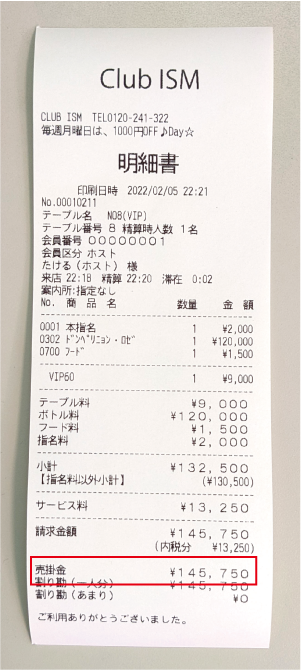 Club ISM
CLUB ISM TEL0120-241-322
毎週月曜日は、1000円OFF♪Day☆
明細書
印刷日時 2022/02/05 22:21
No.00010211
テーブル名 N08(VIP)
テーブル番号 8 精算時人数 1名
会員番号 00000001
会員区分 ホスト
たける(ホスト) 様
来店 22:18 精算 22:20 滞在 0:02
案内所:指定なし
No. 商 品 名 数量 金 額
0001 本指名 1 ¥2,000
0302 ドンペリニョン・ロゼ 1 ¥120,000
0700 フード 1 ¥1,500
VIP60 1 ¥9,000
テーブル料 ¥9,000
ボトル料 ¥120,000
フード料 ¥1,500
指名料 ¥2,000
小計 ¥132,500
【指名料以外小計】 (¥130,500)
サービス料 ¥13,250
請求金額 ¥145,750
(内税分 ¥13,250)
売掛金 ¥145,750
割り勘(一人分) ¥145,750
割り勘(あまり) ¥0
ご利用ありがとうございました。